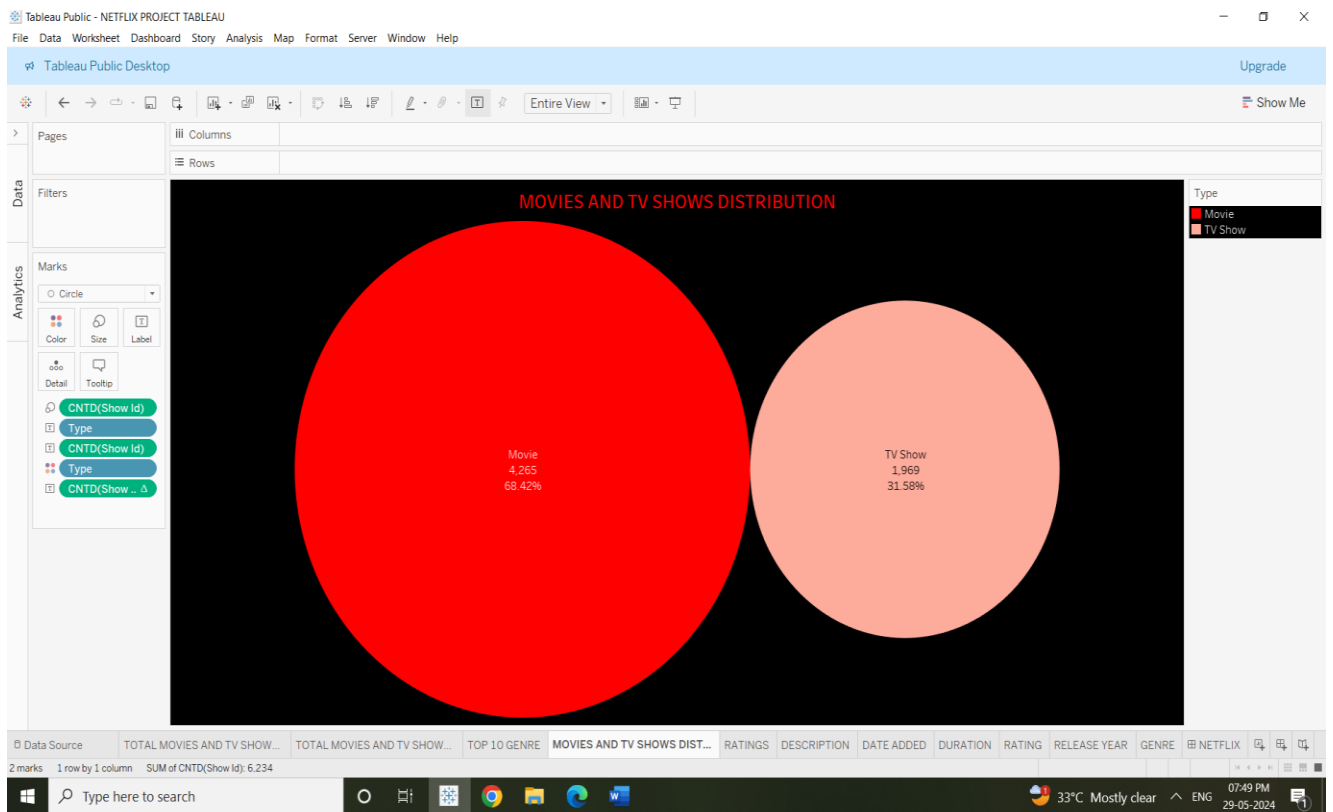 Tableau Public - NETFLIX PROJECT TABLEAU
File Data Worksheet Dashboard Story Analysis Map Format Server Window Help
Tableau Public Desktop Upgrade
Entire View Show Me
Pages
Columns
Rows
Data
Filters
Analytics
Marks
Circle
Color Size Label
Detail Tooltip
CNTD(Show Id)
Type
CNTD(Show Id)
Type
CNTD(Show .. Δ
MOVIES AND TV SHOWS DISTRIBUTION
Movie
4,265
68.42%
TV Show
1,969
31.58%
Type
Movie
TV Show
Data Source TOTAL MOVIES AND TV SHOW... TOTAL MOVIES AND TV SHOW... TOP 10 GENRE MOVIES AND TV SHOWS DIST... RATINGS DESCRIPTION DATE ADDED DURATION RATING RELEASE YEAR GENRE NETFLIX
2 marks 1 row by 1 column SUM of CNTD(Show Id): 6,234
Type here to search 33°C Mostly clear ENG 07:49 PM
29-05-2024
1